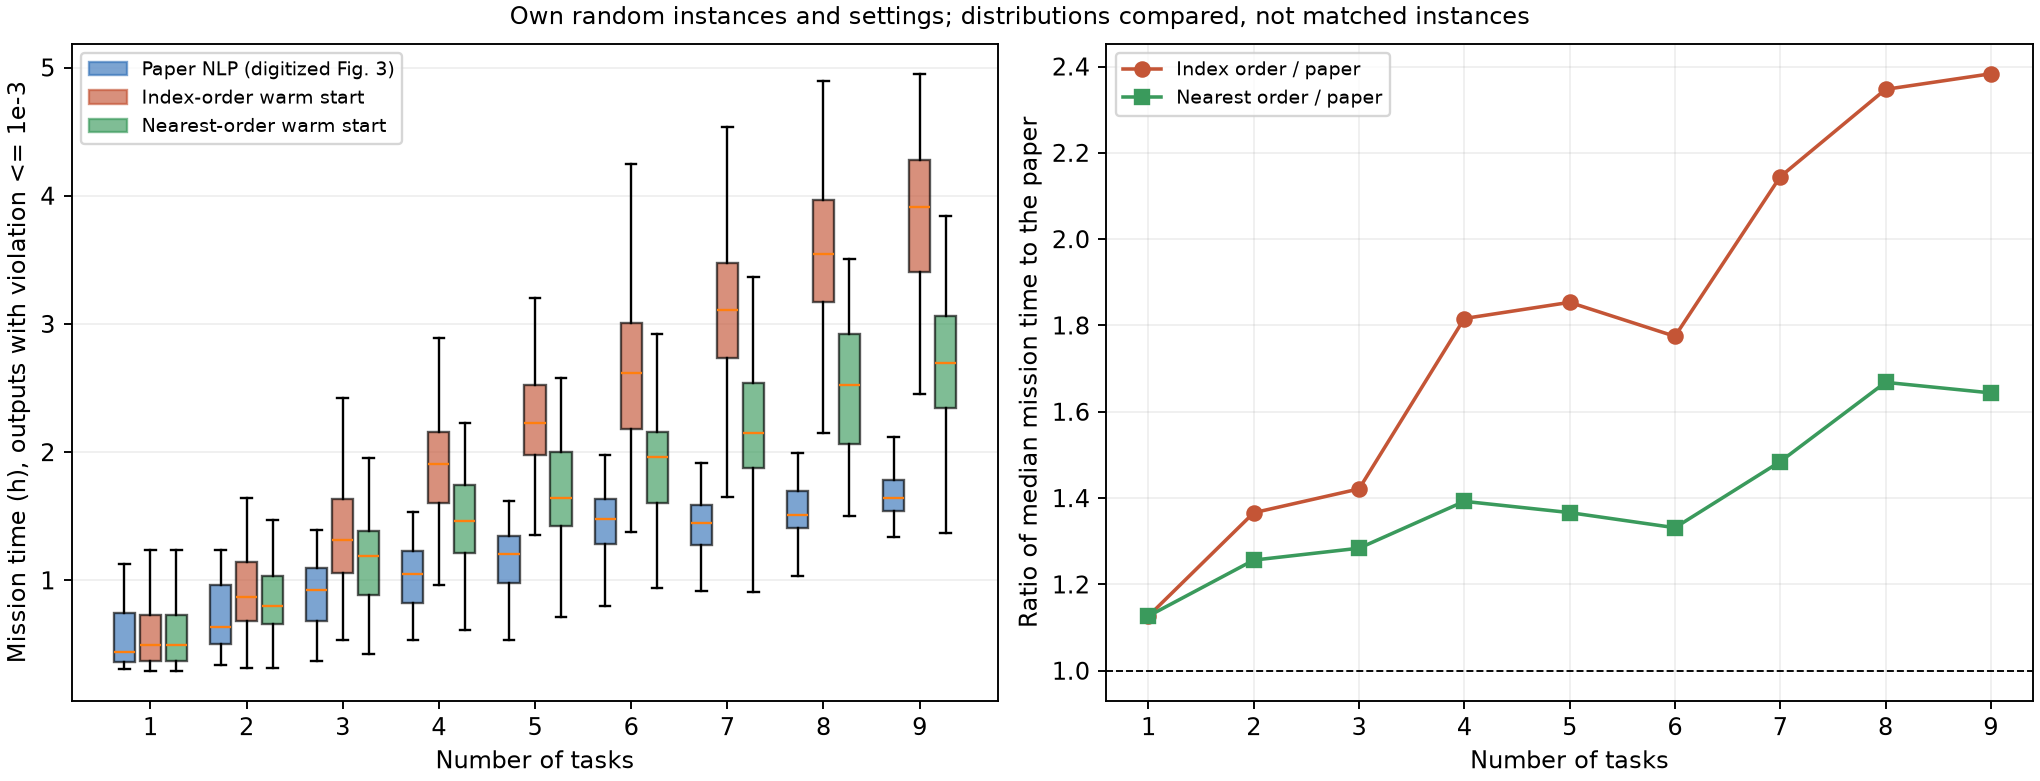 Own random instances and settings; distributions compared, not matched instances
Mission time (h), outputs with violation <= 1e-3
5
4
3
2
1
Paper NLP (digitized Fig. 3)
Index-order warm start
Nearest-order warm start
1 2 3 4 5 6 7 8 9
Number of tasks
Ratio of median mission time to the paper
2.4
2.2
2.0
1.8
1.6
1.4
1.2
1.0
Index order / paper
Nearest order / paper
1 2 3 4 5 6 7 8 9
Number of tasks